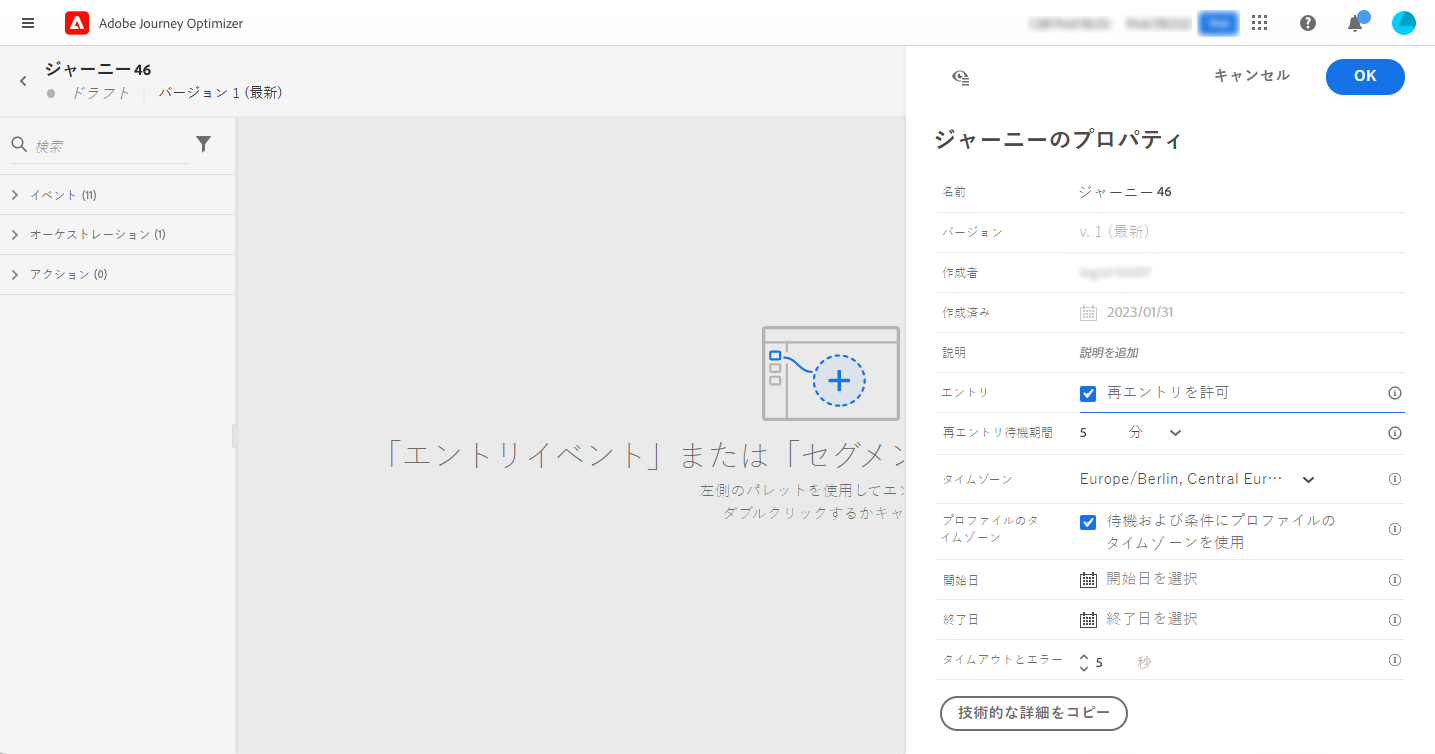 Adobe Journey Optimizer
ジャーニー 46
ドラフト
バージョン 1 (最新)
検索
イベント (11)
オーケストレーション (1)
アクション (0)
「エントリイベント」または「セグメン
左側のパレットを使用してエン
ダブルクリックするかキャ
キャンセル
OK
ジャーニーのプロパティ
名前 ジャーニー 46
バージョン v. 1 (最新)
作成者
作成済み 2023/01/31
説明 説明を追加
エントリ 再エントリを許可
再エントリ待機期間 5 分
タイムゾーン Europe/Berlin, Central Eur···
プロファイルのタ
イムゾーン
待機および条件にプロファイルの
タイムゾーンを使用
開始日 開始日を選択
終了日 終了日を選択
タイムアウトとエラー 5 秒
技術的な詳細をコピー